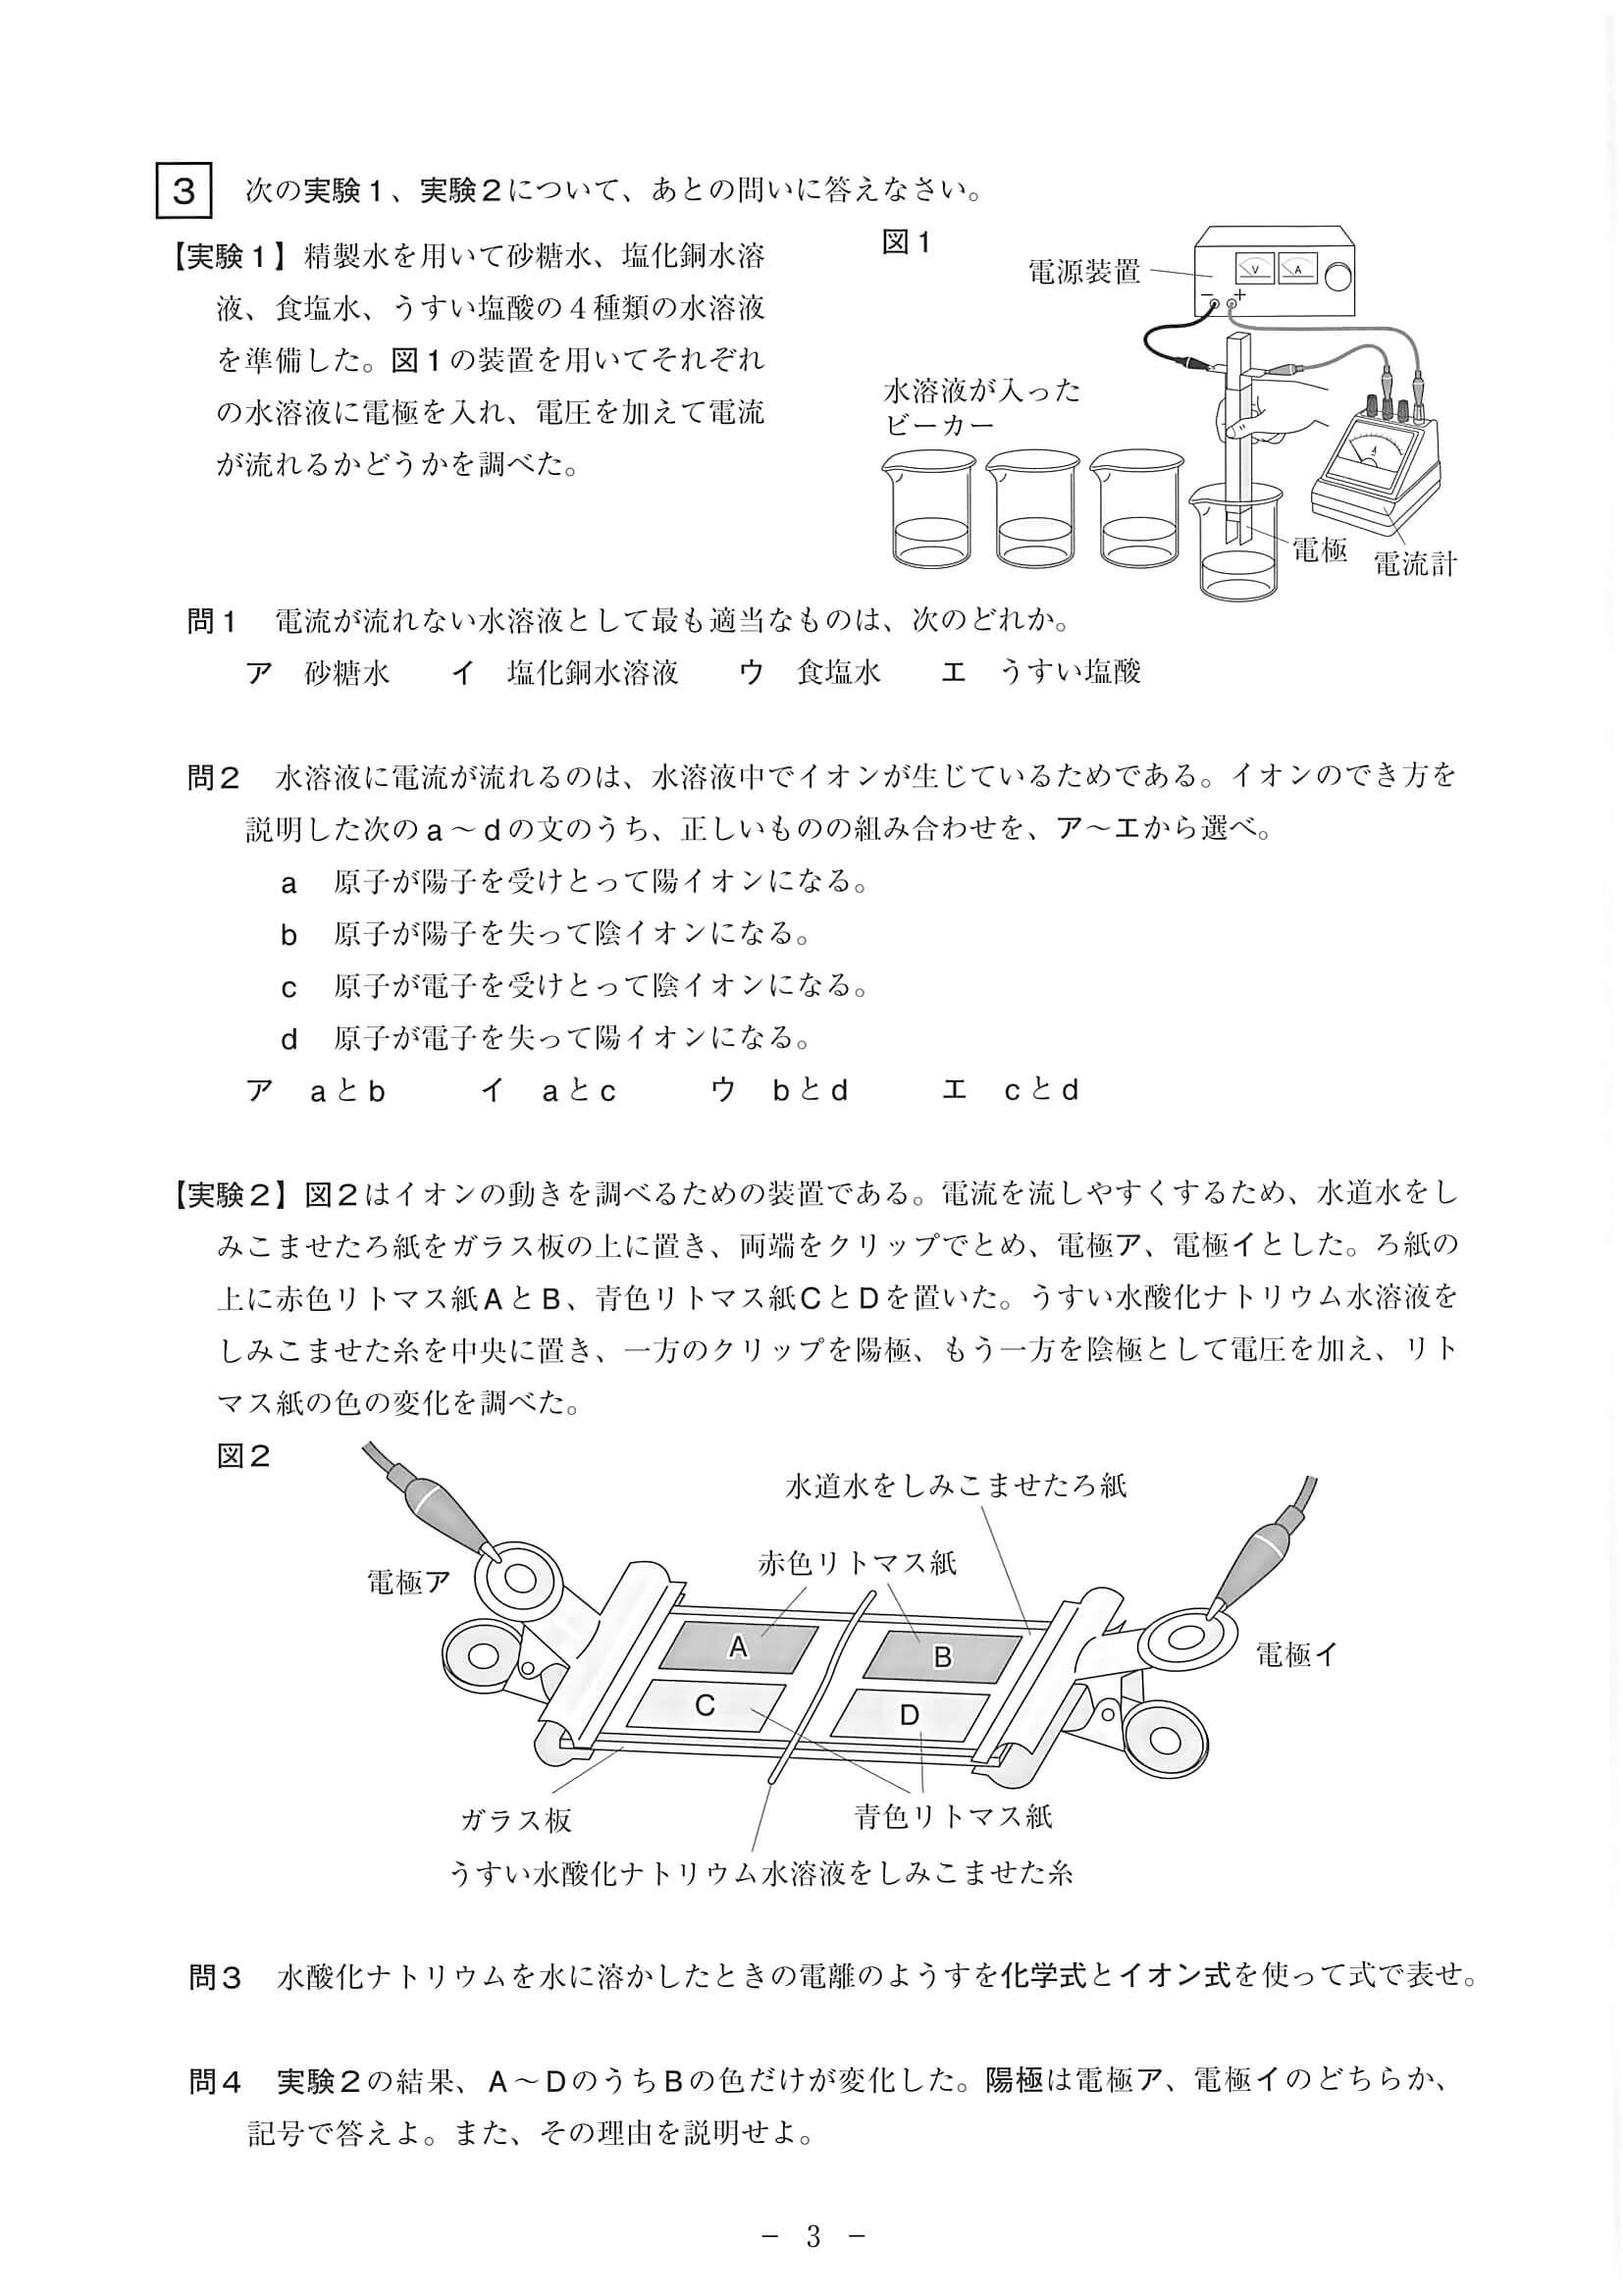 3 次の実験1、実験2について、あとの問いに答えなさい。
【実験1】精製水を用いて砂糖水、塩化銅水溶
液、食塩水、うすい塩酸の4種類の水溶液
を準備した。図1の装置を用いてそれぞれ
の水溶液に電極を入れ、電圧を加えて電流
が流れるかどうかを調べた。
図1
電源装置
V
A
− +
水溶液が入った
ビーカー
A
電極
電流計
問1 電流が流れない水溶液として最も適当なものは、次のどれか。
ア 砂糖水 イ 塩化銅水溶液 ウ 食塩水 エ うすい塩酸
問2 水溶液に電流が流れるのは、水溶液中でイオンが生じているためである。イオンのでき方を
説明した次のa～dの文のうち、正しいものの組み合わせを、ア～エから選べ。
a 原子が陽子を受けとって陽イオンになる。
b 原子が陽子を失って陰イオンになる。
c 原子が電子を受けとって陰イオンになる。
d 原子が電子を失って陽イオンになる。
ア aとb イ aとc ウ bとd エ cとd
【実験2】図2はイオンの動きを調べるための装置である。電流を流しやすくするため、水道水をし
みこませたろ紙をガラス板の上に置き、両端をクリップでとめ、電極ア、電極イとした。ろ紙の
上に赤色リトマス紙AとB、青色リトマス紙CとDを置いた。うすい水酸化ナトリウム水溶液を
しみこませた糸を中央に置き、一方のクリップを陽極、もう一方を陰極として電圧を加え、リト
マス紙の色の変化を調べた。
図2
水道水をしみこませたろ紙
赤色リトマス紙
電極ア
A
B
電極イ
C
D
ガラス板
青色リトマス紙
うすい水酸化ナトリウム水溶液をしみこませた糸
問3 水酸化ナトリウムを水に溶かしたときの電離のようすを化学式とイオン式を使って式で表せ。
問4 実験2の結果、A～DのうちBの色だけが変化した。陽極は電極ア、電極イのどちらか、
記号で答えよ。また、その理由を説明せよ。
－ 3 －